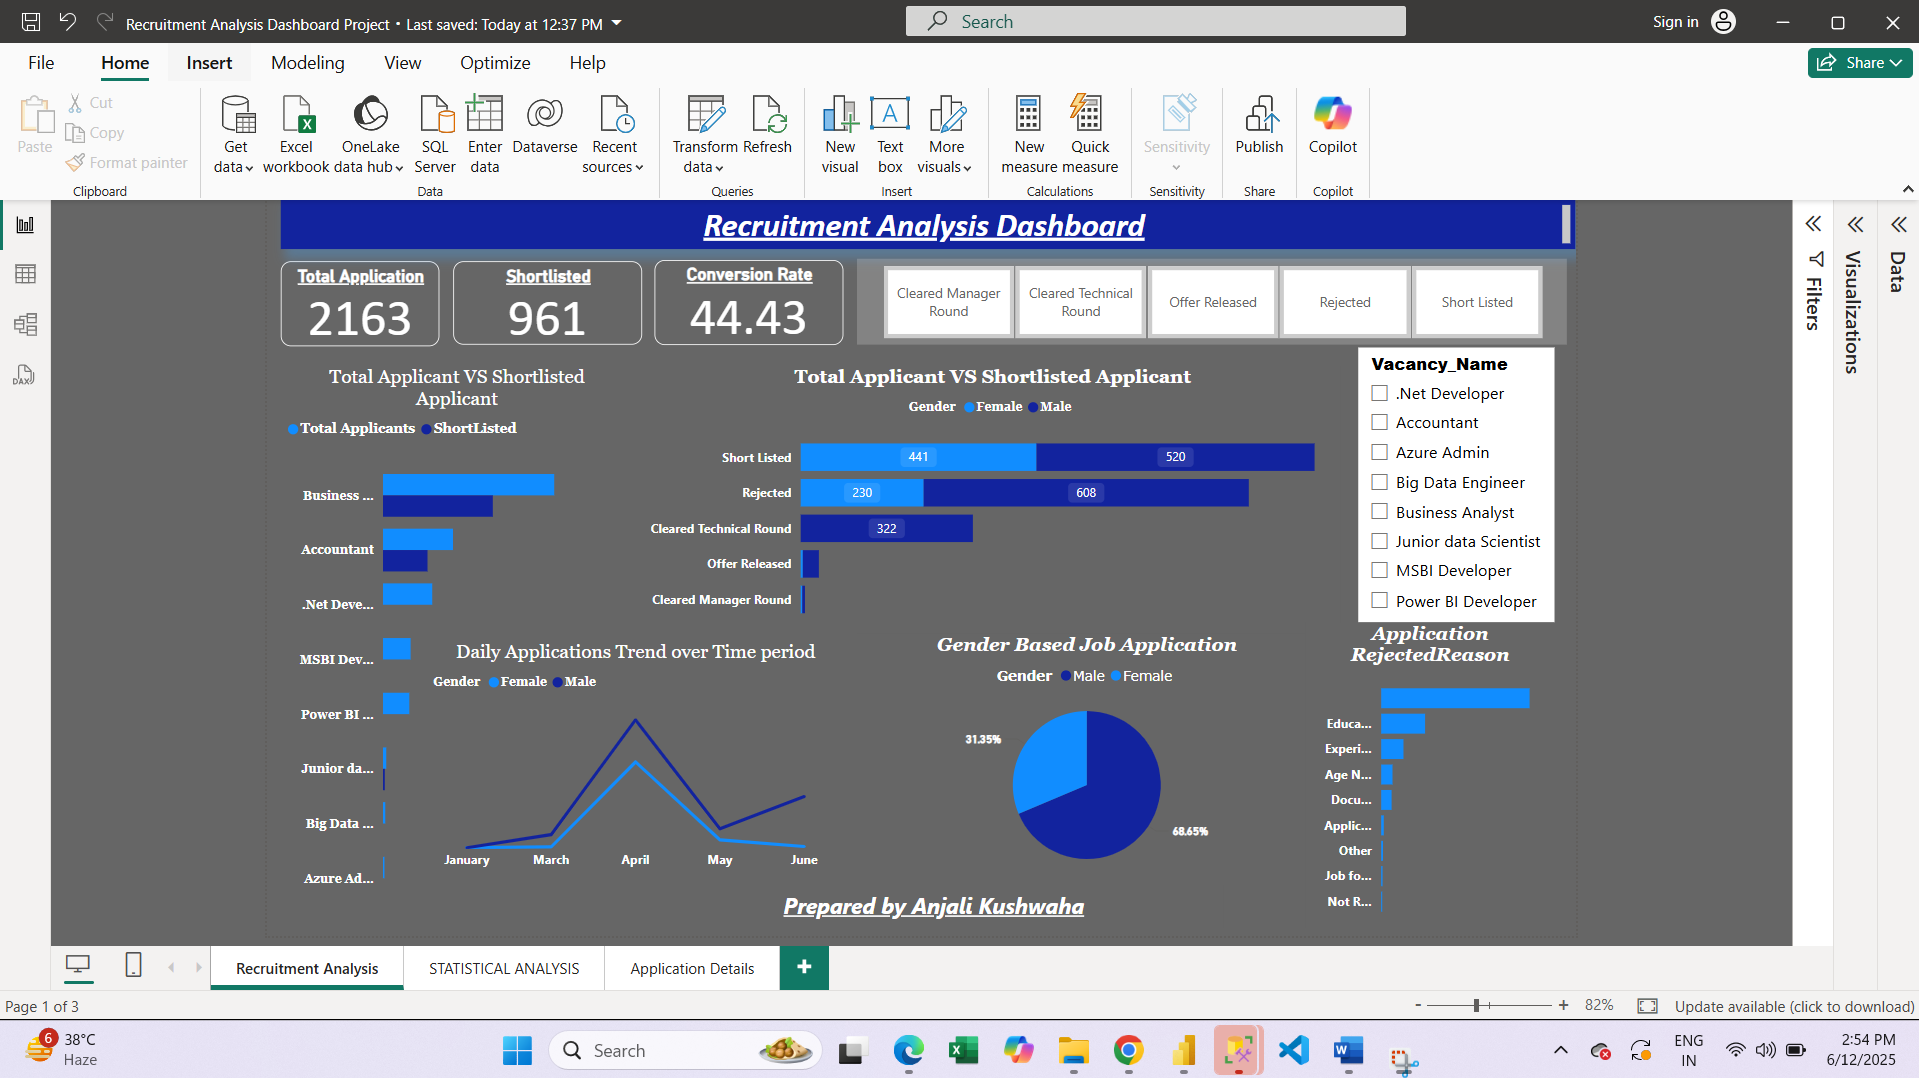 Recruitment Analysis Dashboard Project • Last saved: Today at 12:37 PM
Search
Sign in
File Home Insert Modeling View Optimize Help
Share
Paste
Cut
Copy
Format painter
Clipboard
Get data
Excel workbook
OneLake data hub
SQL Server
Enter data
Dataverse
Recent sources
Data
Transform data
Refresh
Queries
New visual
Text box
More visuals
Insert
New measure
Quick measure
Calculations
Sensitivity
Sensitivity
Publish
Share
Copilot
Copilot
DAX
Recruitment Analysis Dashboard
Total Application
2163
Shortlisted
961
Conversion Rate
44.43
Cleared Manager Round
Cleared Technical Round
Offer Released
Rejected
Short Listed
Filters
Visualizations
Data
Total Applicant VS Shortlisted
Applicant
Total Applicants ShortListed
Business ...
Accountant
.Net Deve...
MSBI Dev...
Power BI ...
Junior da...
Big Data ...
Azure Ad...
Total Applicant VS Shortlisted Applicant
Gender Female Male
Short Listed 441 520
Rejected 230 608
Cleared Technical Round 322
Offer Released
Cleared Manager Round
Vacancy_Name
.Net Developer
Accountant
Azure Admin
Big Data Engineer
Business Analyst
Junior data Scientist
MSBI Developer
Power BI Developer
Daily Applications Trend over Time period
Gender Female Male
January March April May June
Gender Based Job Application
Gender Male Female
31.35%
68.65%
Application
RejectedReason
Educa...
Experi...
Age N...
Docu...
Applic...
Other
Job fo...
Not R...
Prepared by Anjali Kushwaha
Recruitment Analysis
STATISTICAL ANALYSIS
Application Details
Page 1 of 3
- + 82%
Update available (click to download)
6
38°C
Haze
Search
ENG
IN
2:54 PM
6/12/2025